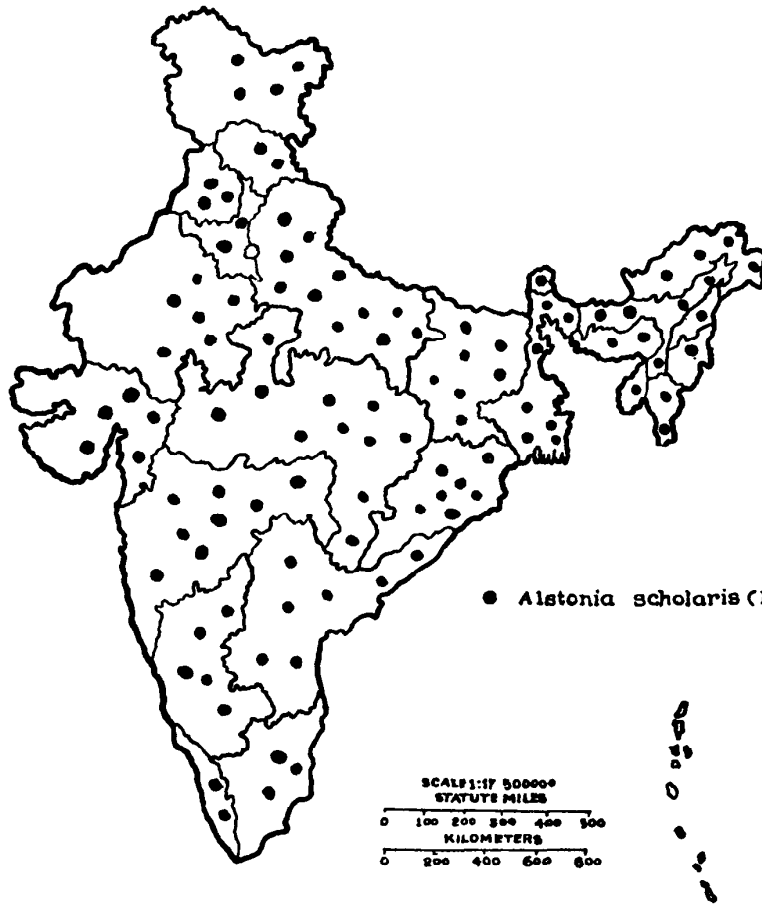 ● Alstonia scholaris (
SCALE 1:17 500000
STATUTE MILES
0 100 200 300 400 500
KILOMETERS
0 200 400 600 800